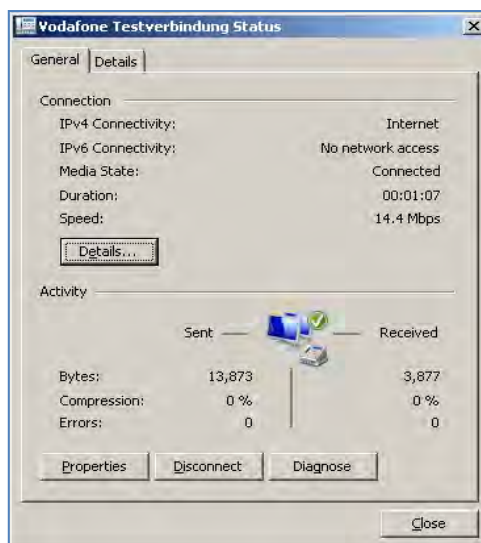 Vodafone Testverbindung Status
General Details
Connection
IPv4 Connectivity: Internet
IPv6 Connectivity: No network access
Media State: Connected
Duration: 00:01:07
Speed: 14.4 Mbps
Details...
Activity
Sent Received
Bytes: 13,873 3,877
Compression: 0 % 0 %
Errors: 0 0
Properties Disconnect Diagnose
Close